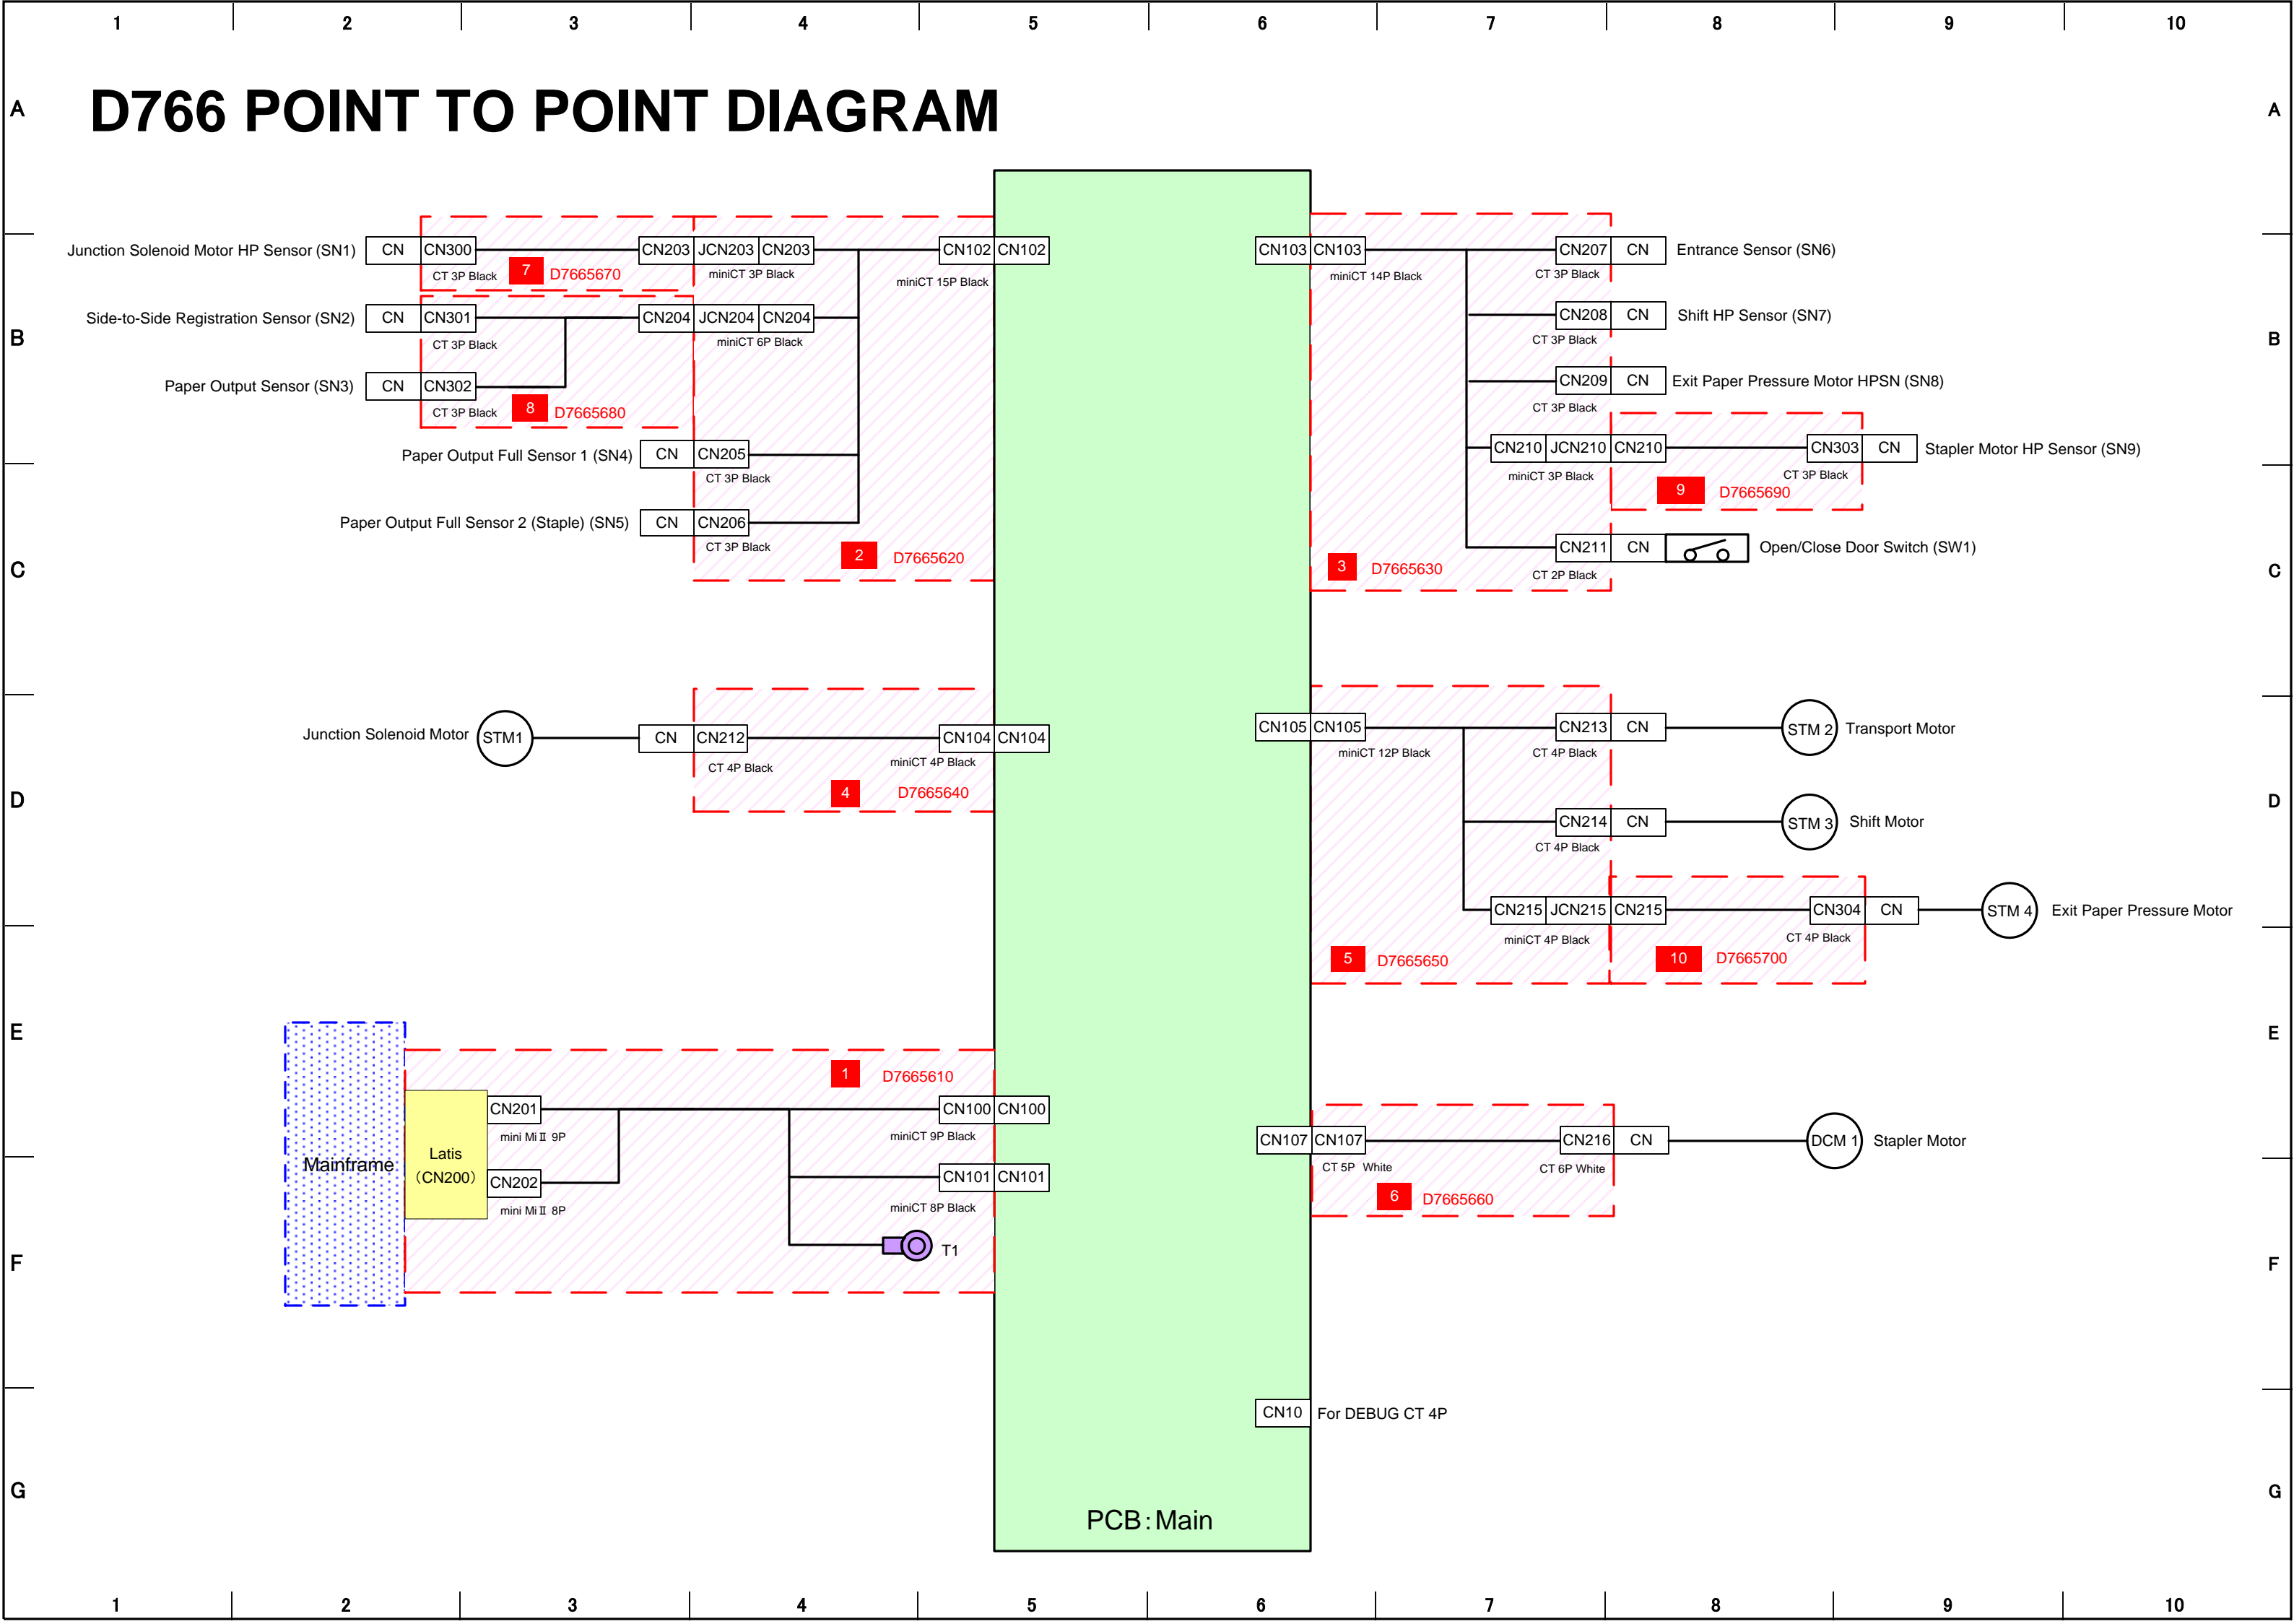 1 2 3 4 5 6 7 8 9 10
A A
D766 POINT TO POINT DIAGRAM
Junction Solenoid Motor HP Sensor (SN1) CN CN300 CN203 JCN203 CN203 CN102 CN102
CT 3P Black 7 D7665670 miniCT 3P Black miniCT 15P Black
Side-to-Side Registration Sensor (SN2) CN CN301 CN204 JCN204 CN204
CT 3P Black miniCT 6P Black
B B
Paper Output Sensor (SN3) CN CN302
CT 3P Black 8 D7665680
Paper Output Full Sensor 1 (SN4) CN CN205
CT 3P Black
Paper Output Full Sensor 2 (Staple) (SN5) CN CN206
CT 3P Black
2 D7665620
CN103 CN103 CN207 CN Entrance Sensor (SN6)
miniCT 14P Black CT 3P Black
CN208 CN Shift HP Sensor (SN7)
CT 3P Black
CN209 CN Exit Paper Pressure Motor HPSN (SN8)
CT 3P Black
CN210 JCN210 CN210 CN303 CN Stapler Motor HP Sensor (SN9)
miniCT 3P Black CT 3P Black
9 D7665690
CN211 CN Open/Close Door Switch (SW1)
CT 2P Black
3 D7665630
C C
Junction Solenoid Motor STM1 CN CN212 CN104 CN104
CT 4P Black miniCT 4P Black
4 D7665640
CN105 CN105 CN213 CN STM 2 Transport Motor
miniCT 12P Black CT 4P Black
D D
CN214 CN STM 3 Shift Motor
CT 4P Black
CN215 JCN215 CN215 CN304 CN STM 4 Exit Paper Pressure Motor
miniCT 4P Black CT 4P Black
5 D7665650 10 D7665700
E E
1 D7665610
CN201 CN100 CN100
mini MiⅡ 9P miniCT 9P Black
Mainframe
Latis
（CN200）
CN202 CN101 CN101
mini MiⅡ 8P miniCT 8P Black
T1
CN107 CN107 CN216 CN DCM 1 Stapler Motor
CT 5P White CT 6P White
6 D7665660
F F
CN10 For DEBUG CT 4P
G G
PCB：Main
1 2 3 4 5 6 7 8 9 10